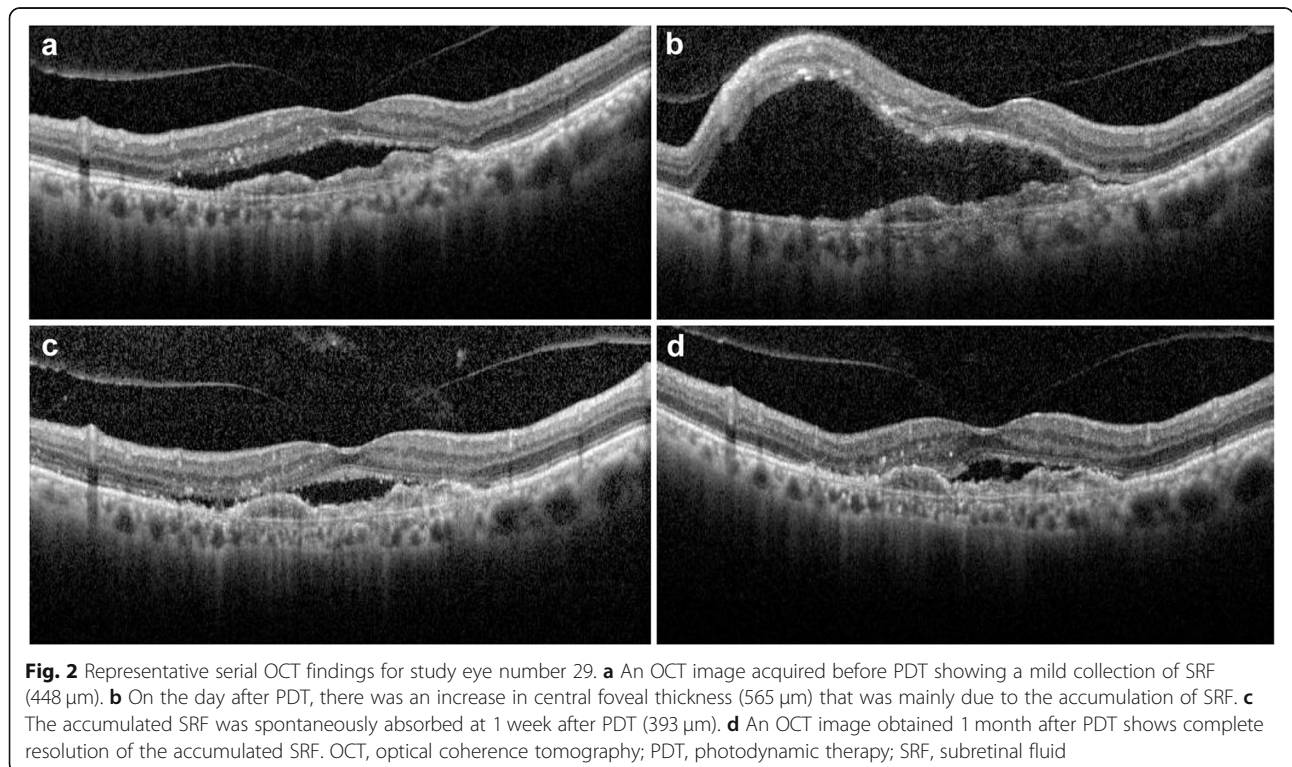 a
b
c
d
Fig. 2 Representative serial OCT findings for study eye number 29. a An OCT image acquired before PDT showing a mild collection of SRF
(448 μm). b On the day after PDT, there was an increase in central foveal thickness (565 μm) that was mainly due to the accumulation of SRF. c
The accumulated SRF was spontaneously absorbed at 1 week after PDT (393 μm). d An OCT image obtained 1 month after PDT shows complete
resolution of the accumulated SRF. OCT, optical coherence tomography; PDT, photodynamic therapy; SRF, subretinal fluid